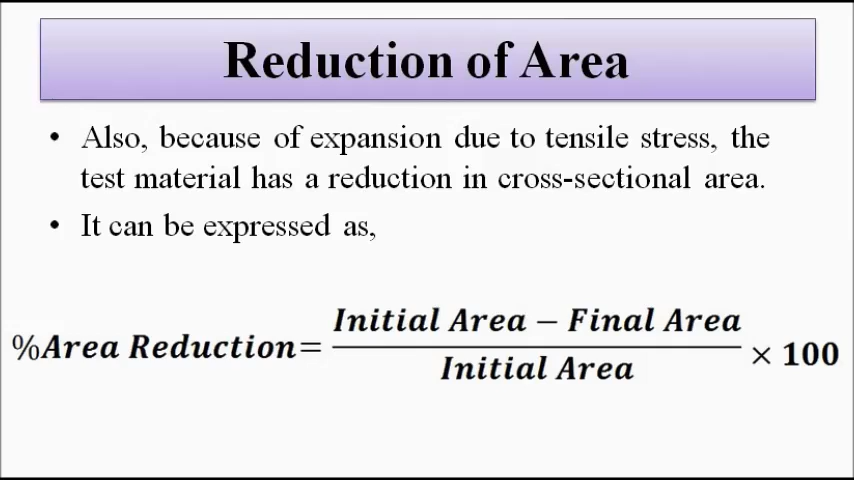 Reduction of Area
• Also, because of expansion due to tensile stress, the
test material has a reduction in cross-sectional area.
• It can be expressed as,
%Area Reduction= (Initial Area − Final Area) / (Initial Area) × 100